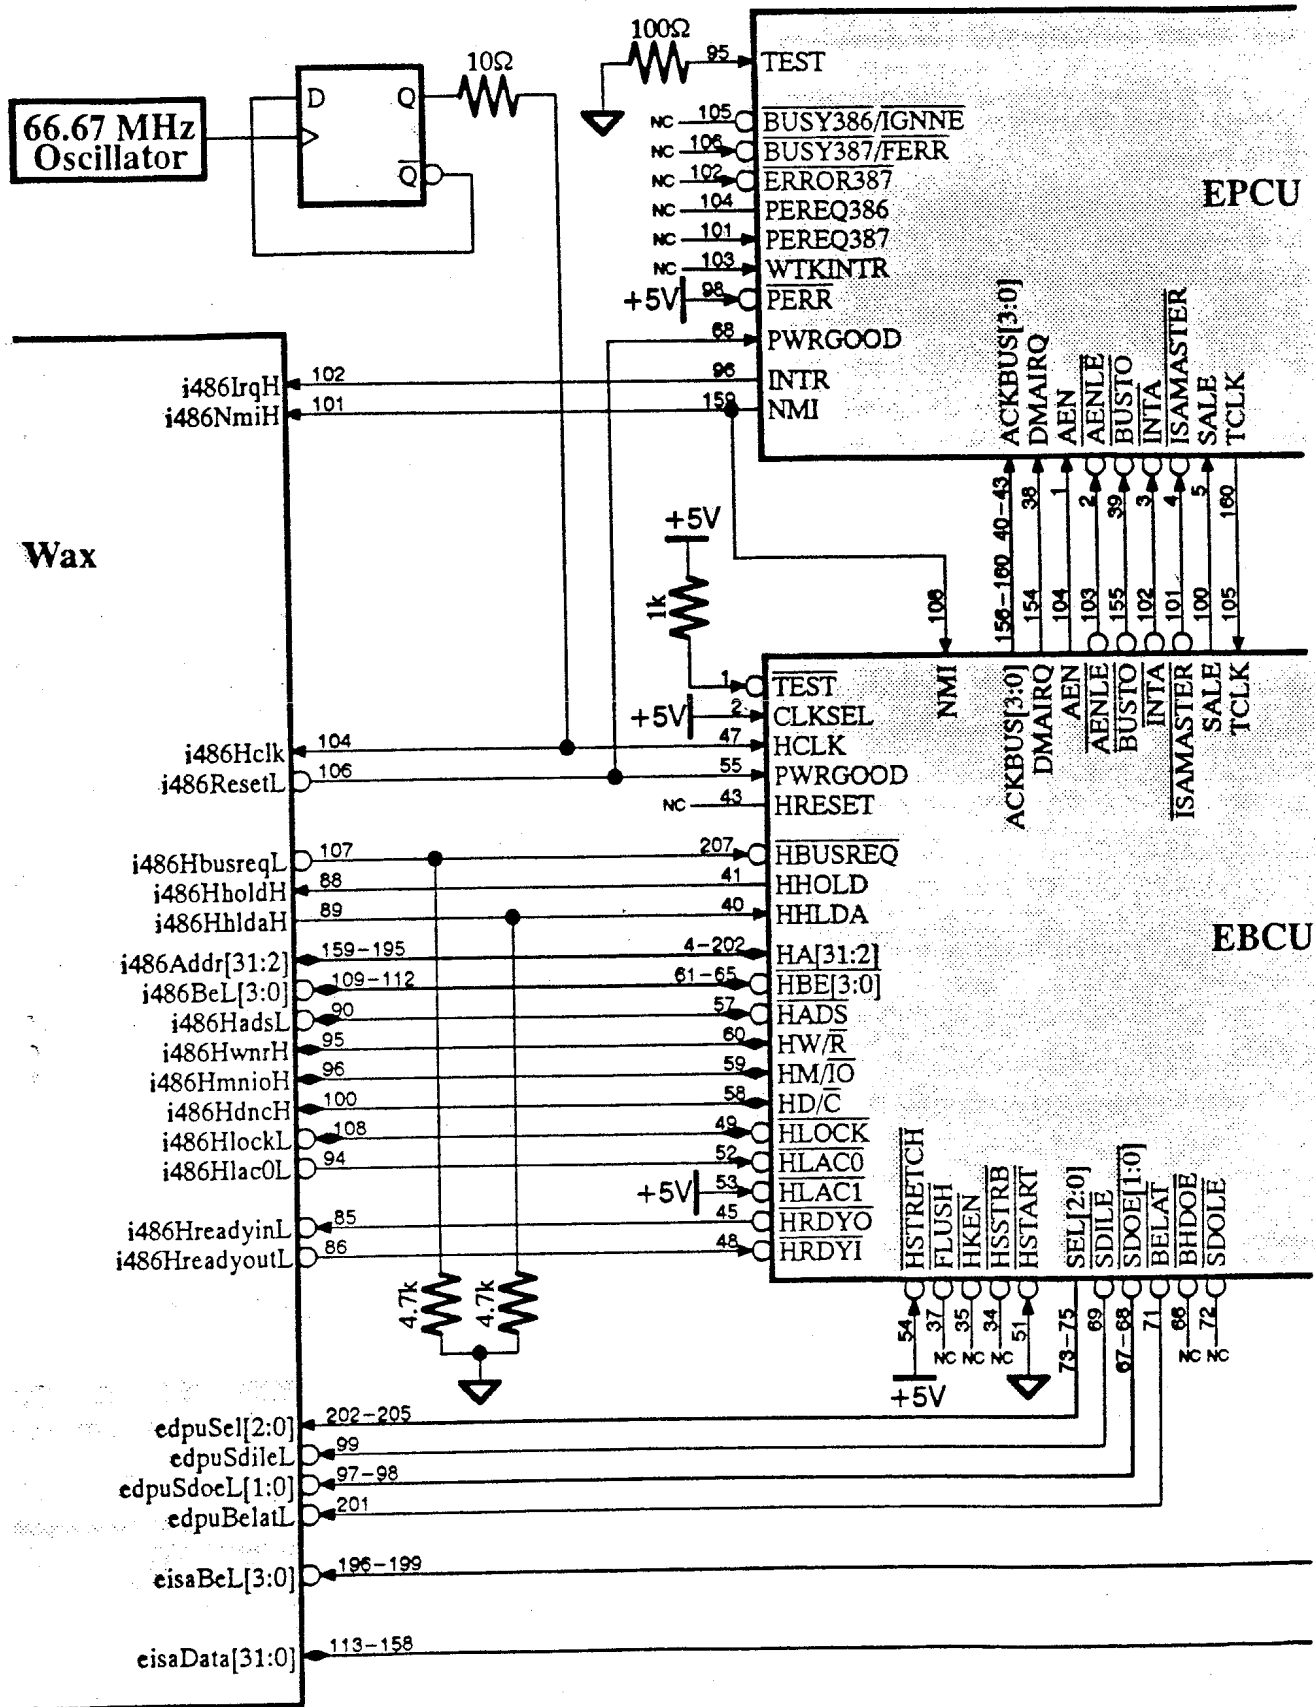 66.67 MHz
Oscillator
D
Q
Q
10Ω
100Ω
95
TEST
NC 105 BUSY386/IGNNE
NC 106 BUSY387/FERR
NC 102 ERROR387
NC 104 PEREQ386
NC 101 PEREQ387
NC 103 WTKINTR
+5V 98 PERR
68 PWRGOOD
96 INTR
159 NMI
EPCU
ACKBUS[3:0]
DMAIRQ
AEN
AENLE
BUSTO
INTA
ISAMASTER
SALE
TCLK
40-43
38
1
2
39
3
4
5
160
156-160
154
104
103
155
102
101
100
105
108
NMI
ACKBUS[3:0]
DMAIRQ
AEN
AENLE
BUSTO
INTA
ISAMASTER
SALE
TCLK
Wax
i486IrqH 102
i486NmiH 101
+5V
1k
1 TEST
+5V 2 CLKSEL
i486Hclk 104 47 HCLK
i486ResetL 106 55 PWRGOOD
NC 43 HRESET
i486HbusreqL 107 207 HBUSREQ
i486HholdH 88 41 HHOLD
i486HhldaH 89 40 HHLDA
i486Addr[31:2] 159-195 4-202 HA[31:2]
i486BeL[3:0] 109-112 61-65 HBE[3:0]
i486HadsL 90 57 HADS
i486HwnrH 95 60 HW/R
i486HmnioH 96 59 HM/IO
i486HdncH 100 58 HD/C
i486HlockL 108 49 HLOCK
i486Hlac0L 94 52 HLAC0
+5V 53 HLAC1
i486HreadyinL 85 45 HRDYO
i486HreadyoutL 86 48 HRDYI
EBCU
4.7k
4.7k
HSTRETCH
FLUSH
HKEN
HSSTRB
HSTART
SEL[2:0]
SDILE
SDOE[1:0]
BELAT
BHDOE
SDOLE
54
37
35
34
51
73-75
69
67-68
71
66
72
NC
NC
NC
NC
NC
+5V
edpuSel[2:0] 202-205
edpuSdileL 99
edpuSdoeL[1:0] 97-98
edpuBelatL 201
eisaBeL[3:0] 196-199
eisaData[31:0] 113-158